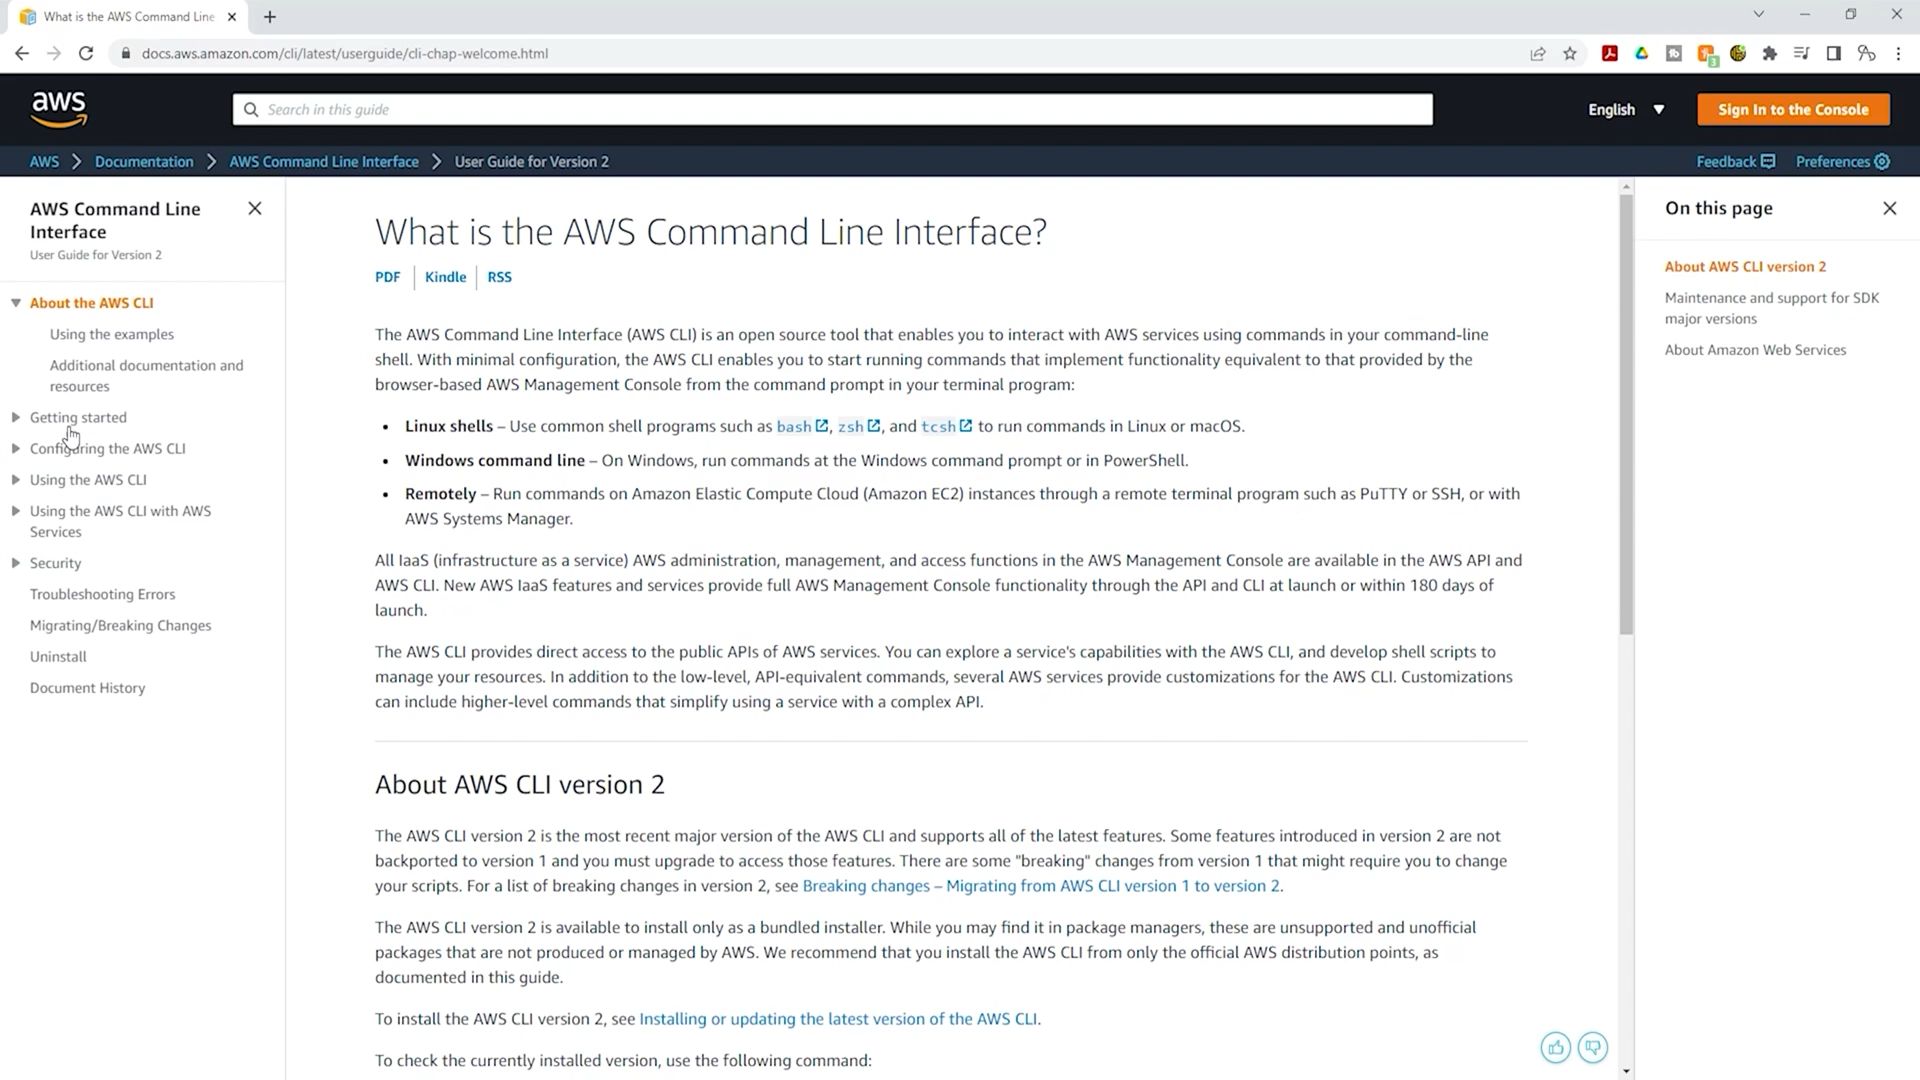 What is the AWS Command Line
docs.aws.amazon.com/cli/latest/userguide/cli-chap-welcome.html
3
aws
Search in this guide
English
Sign In to the Console
AWS
Documentation
AWS Command Line Interface
User Guide for Version 2
Feedback
Preferences
AWS Command Line
Interface
User Guide for Version 2
About the AWS CLI
Using the examples
Additional documentation and
resources
Getting started
Configuring the AWS CLI
Using the AWS CLI
Using the AWS CLI with AWS
Services
Security
Troubleshooting Errors
Migrating/Breaking Changes
Uninstall
Document History
What is the AWS Command Line Interface?
PDF
Kindle
RSS
The AWS Command Line Interface (AWS CLI) is an open source tool that enables you to interact with AWS services using commands in your command-line
shell. With minimal configuration, the AWS CLI enables you to start running commands that implement functionality equivalent to that provided by the
browser-based AWS Management Console from the command prompt in your terminal program:
• Linux shells – Use common shell programs such as bash, zsh, and tcsh to run commands in Linux or macOS.
• Windows command line – On Windows, run commands at the Windows command prompt or in PowerShell.
• Remotely – Run commands on Amazon Elastic Compute Cloud (Amazon EC2) instances through a remote terminal program such as PuTTY or SSH, or with
AWS Systems Manager.
All IaaS (infrastructure as a service) AWS administration, management, and access functions in the AWS Management Console are available in the AWS API and
AWS CLI. New AWS IaaS features and services provide full AWS Management Console functionality through the API and CLI at launch or within 180 days of
launch.
The AWS CLI provides direct access to the public APIs of AWS services. You can explore a service's capabilities with the AWS CLI, and develop shell scripts to
manage your resources. In addition to the low-level, API-equivalent commands, several AWS services provide customizations for the AWS CLI. Customizations
can include higher-level commands that simplify using a service with a complex API.
About AWS CLI version 2
The AWS CLI version 2 is the most recent major version of the AWS CLI and supports all of the latest features. Some features introduced in version 2 are not
backported to version 1 and you must upgrade to access those features. There are some "breaking" changes from version 1 that might require you to change
your scripts. For a list of breaking changes in version 2, see Breaking changes – Migrating from AWS CLI version 1 to version 2.
The AWS CLI version 2 is available to install only as a bundled installer. While you may find it in package managers, these are unsupported and unofficial
packages that are not produced or managed by AWS. We recommend that you install the AWS CLI from only the official AWS distribution points, as
documented in this guide.
To install the AWS CLI version 2, see Installing or updating the latest version of the AWS CLI.
To check the currently installed version, use the following command:
On this page
About AWS CLI version 2
Maintenance and support for SDK
major versions
About Amazon Web Services